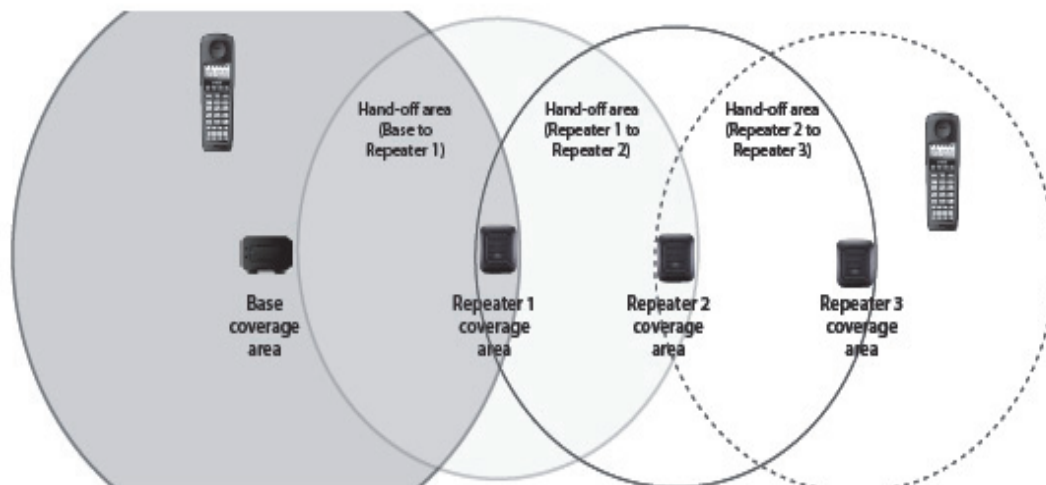 Hand-off area
(Base to
Repeater 1)
Hand-off area
(Repeater 1 to
Repeater 2)
Hand-off area
(Repeater 2 to
Repeater 3)
Base
coverage
area
Repeater 1
coverage
area
Repeater 2
coverage
area
Repeater 3
coverage
area